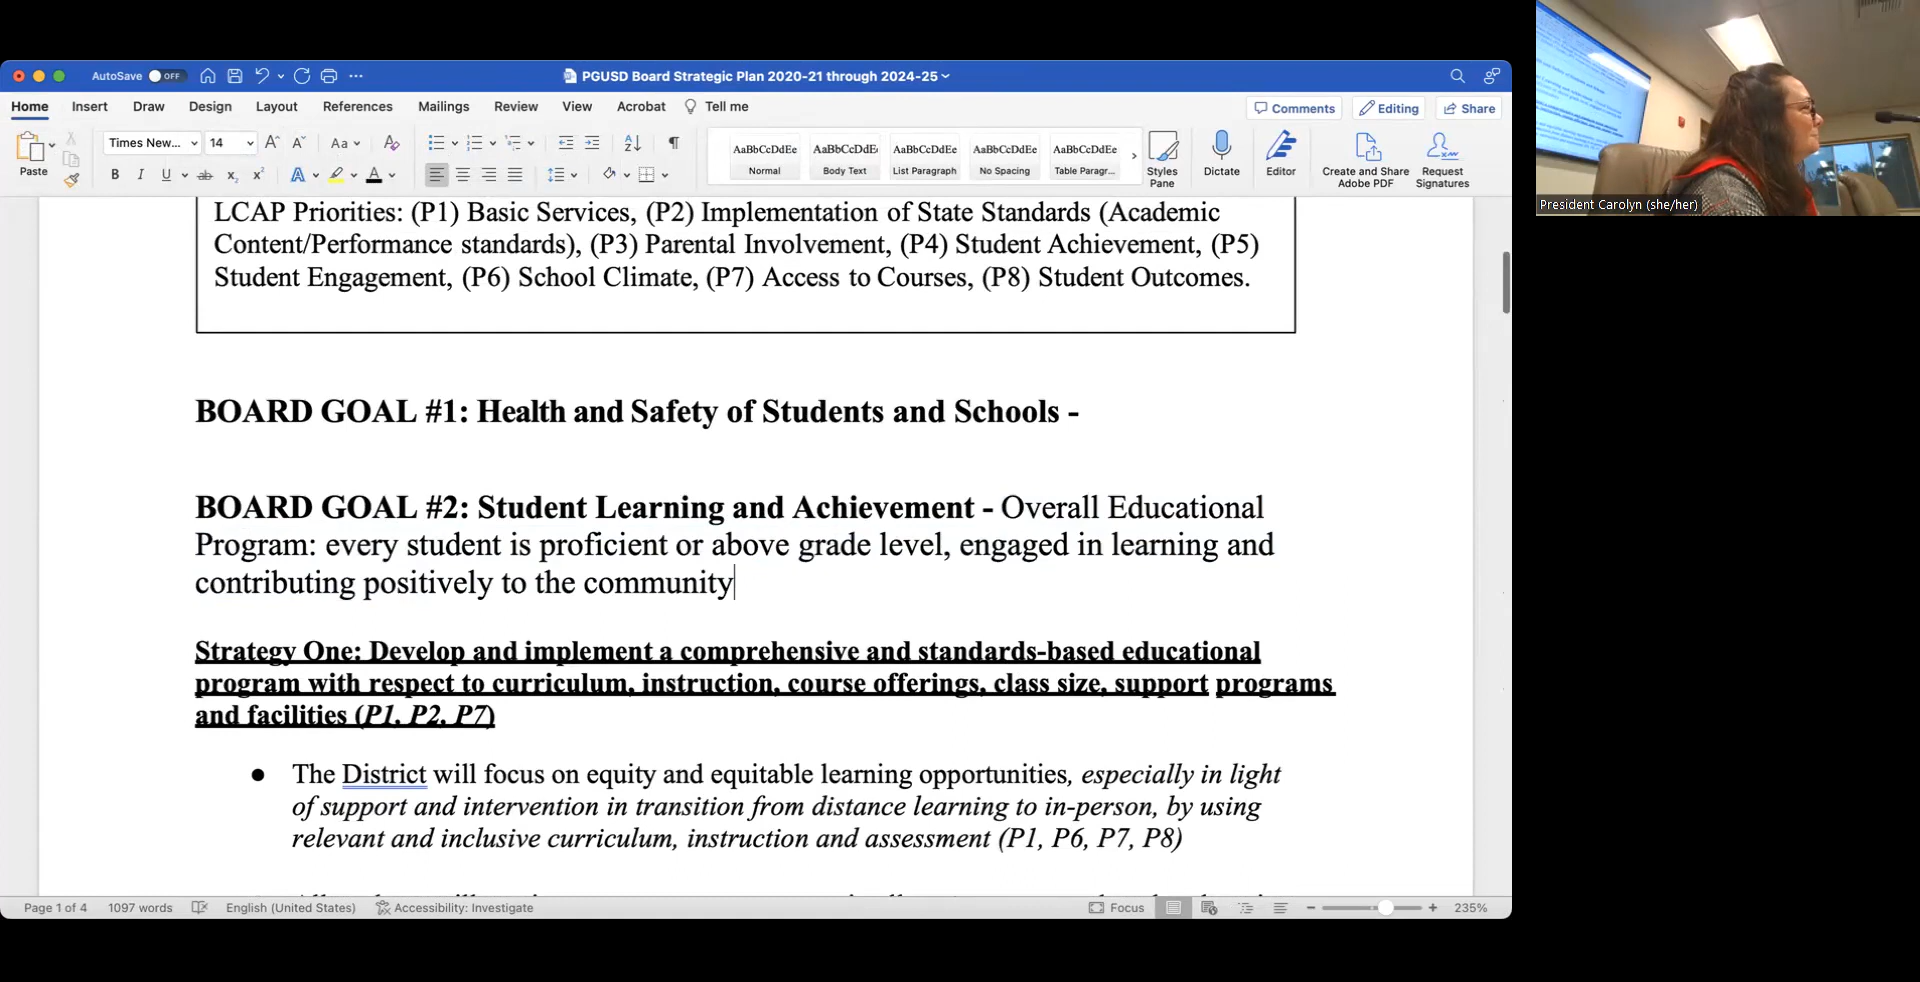 AutoSave OFF
PGUSD Board Strategic Plan 2020-21 through 2024-25
Home Insert Draw Design Layout References Mailings Review View Acrobat Tell me
Comments Editing Share
Paste
Times New... 14
AaBbCcDdEe AaBbCcDdE AaBbCcDdEe AaBbCcDdEe AaBbCcDdEe
Normal Body Text List Paragraph No Spacing Table Paragr...
Styles Pane
Dictate
Editor
Create and Share Adobe PDF
Request Signatures
President Carolyn (she/her)
LCAP Priorities: (P1) Basic Services, (P2) Implementation of State Standards (Academic
Content/Performance standards), (P3) Parental Involvement, (P4) Student Achievement, (P5)
Student Engagement, (P6) School Climate, (P7) Access to Courses, (P8) Student Outcomes.
BOARD GOAL #1: Health and Safety of Students and Schools -
BOARD GOAL #2: Student Learning and Achievement - Overall Educational
Program: every student is proficient or above grade level, engaged in learning and
contributing positively to the community
Strategy One: Develop and implement a comprehensive and standards-based educational
program with respect to curriculum, instruction, course offerings, class size, support programs
and facilities (P1, P2, P7)
● The District will focus on equity and equitable learning opportunities, especially in light
of support and intervention in transition from distance learning to in-person, by using
relevant and inclusive curriculum, instruction and assessment (P1, P6, P7, P8)
Page 1 of 4 1097 words English (United States) Accessibility: Investigate Focus 235%